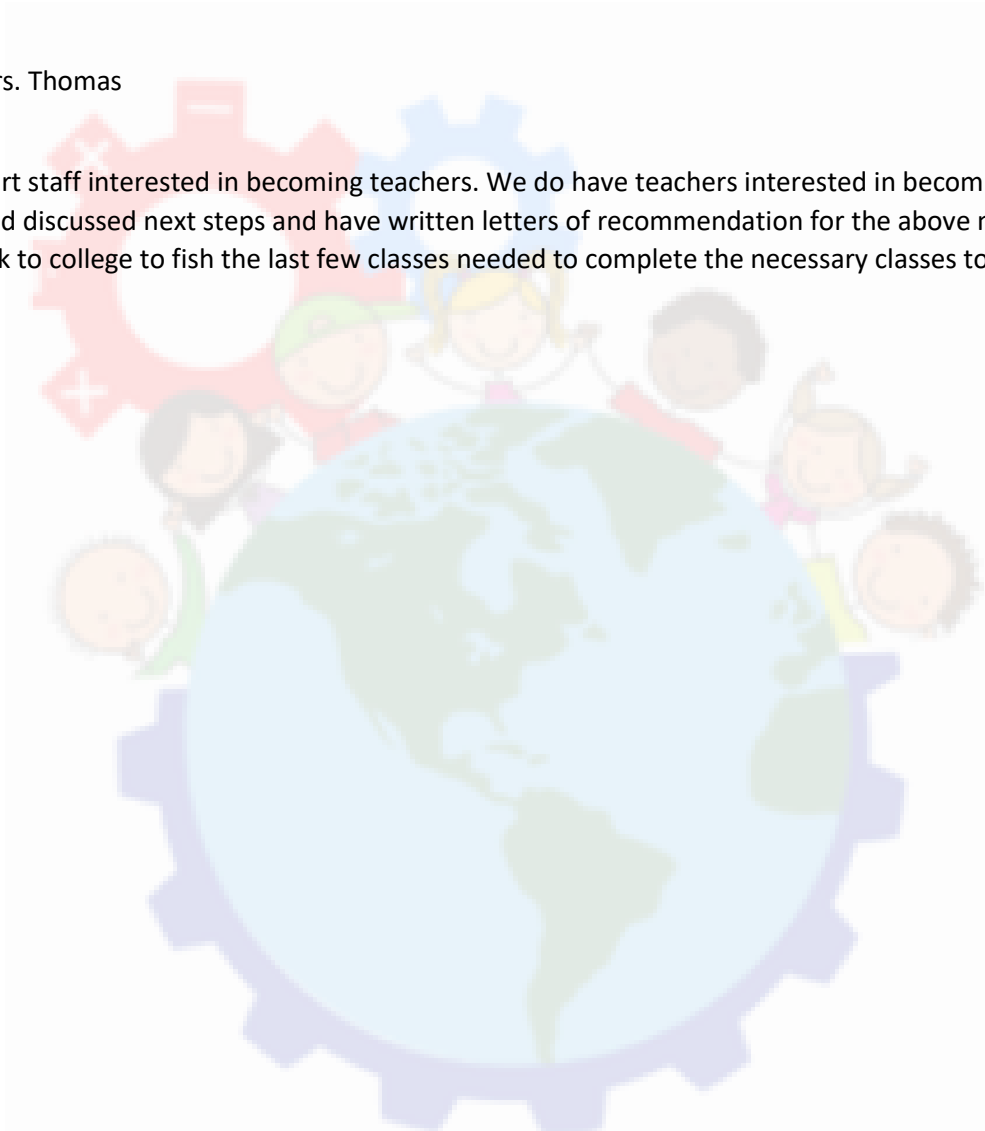 rs. Thomas
rt staff interested in becoming teachers. We do have teachers interested in becom
d discussed next steps and have written letters of recommendation for the above
k to college to fish the last few classes needed to complete the necessary classes to